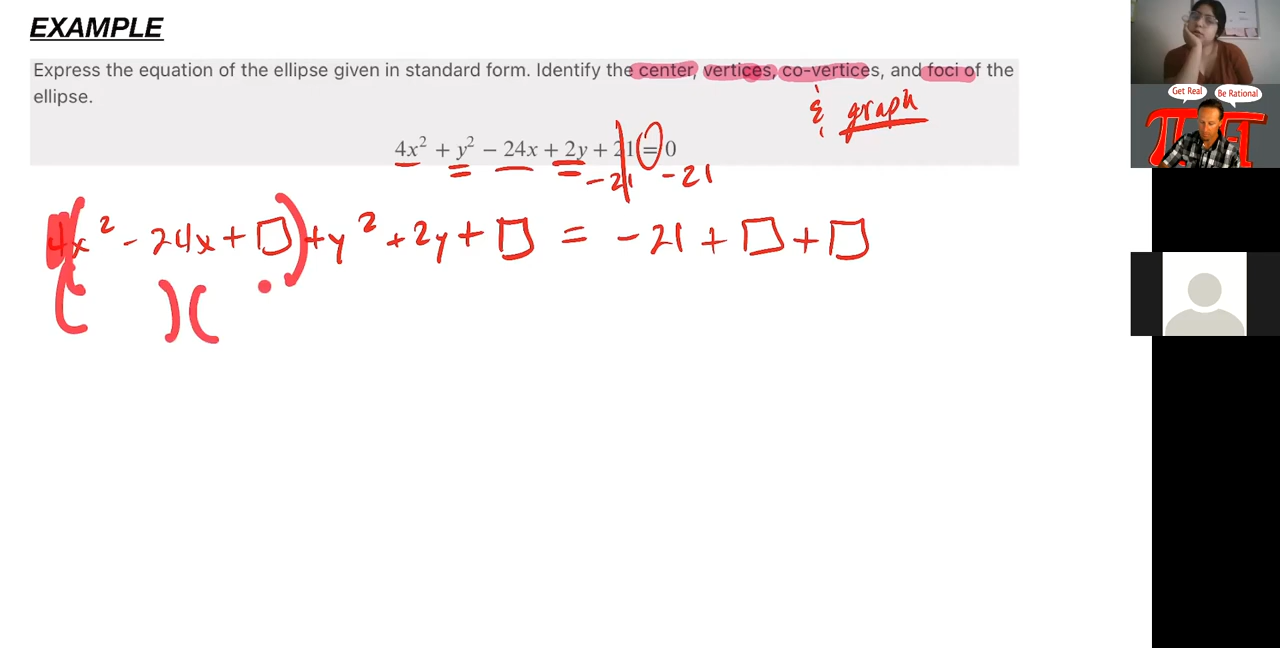 EXAMPLE
Get Real
Be Rational
Express the equation of the ellipse given in standard form. Identify the center, vertices, co-vertices, and foci of the
ellipse.
& graph
4x² + y² − 24x + 2y + 21 = 0
-21 -21
4x² - 24x + □ + y² + 2y + □ = -21 + □ + □
( )(